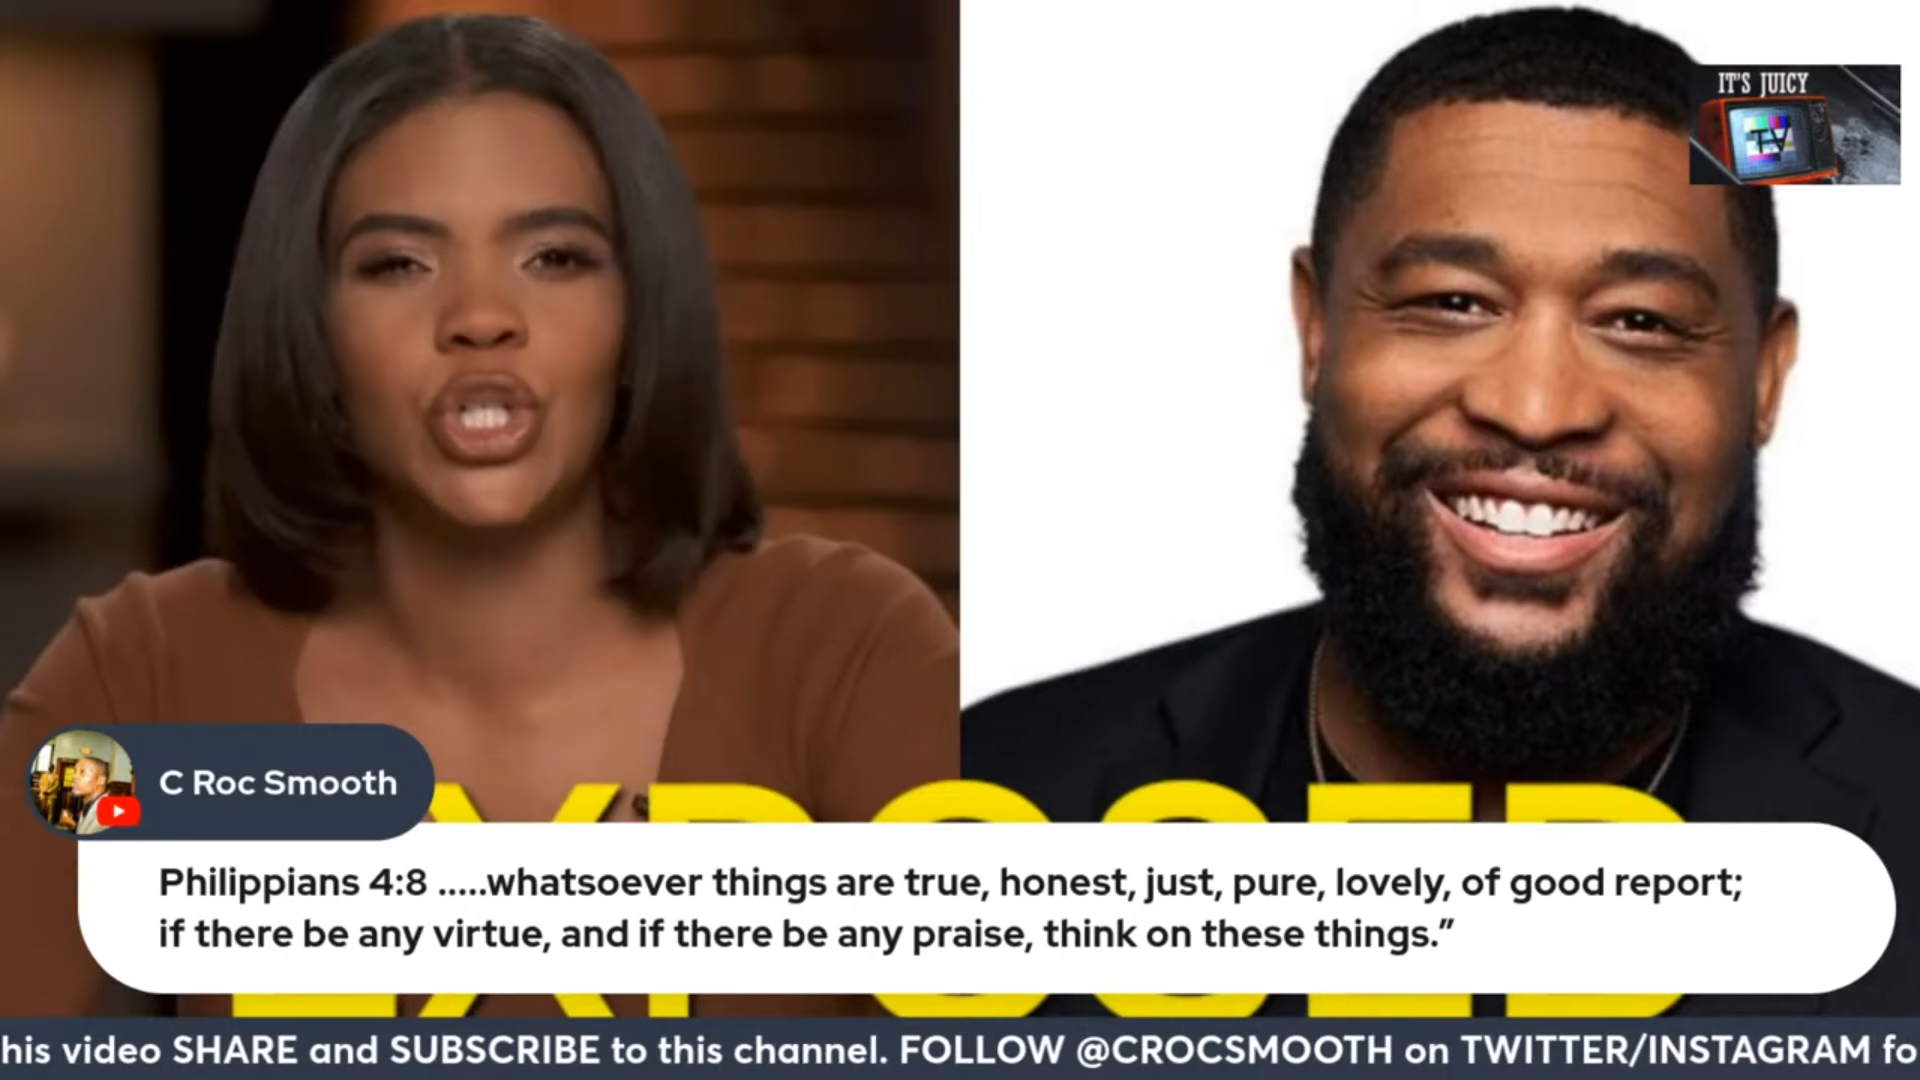 IT'S JUICY
TV
C Roc Smooth
EXPOSED
Philippians 4:8 .....whatsoever things are true, honest, just, pure, lovely, of good report;
if there be any virtue, and if there be any praise, think on these things.”
his video SHARE and SUBSCRIBE to this channel. FOLLOW @CROCSMOOTH on TWITTER/INSTAGRAM fo